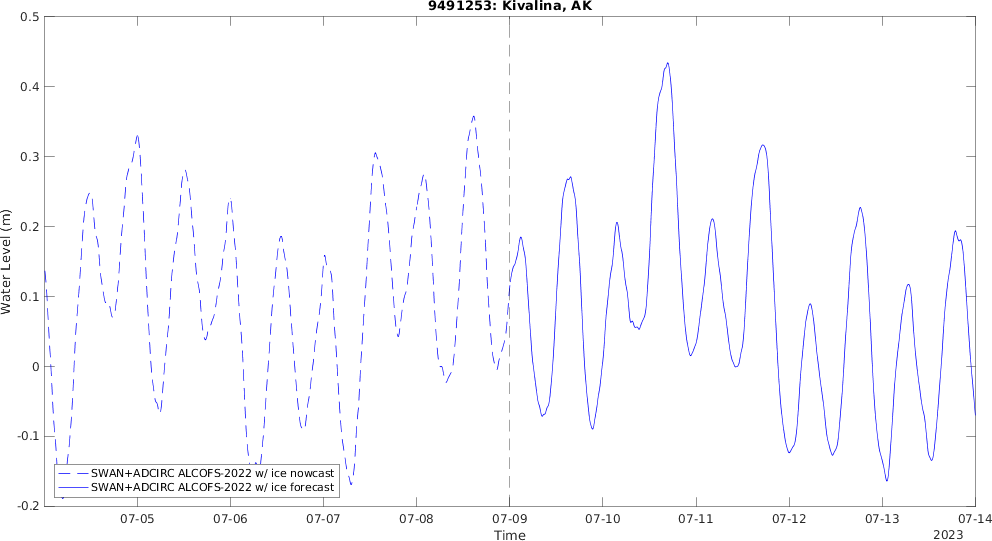 9491253: Kivalina, AK
0.5
0.4
0.3
0.2
0.1
0
-0.1
-0.2
Water Level (m)
SWAN+ADCIRC ALCOFS-2022 w/ ice nowcast
SWAN+ADCIRC ALCOFS-2022 w/ ice forecast
07-05 07-06 07-07 07-08 07-09 07-10 07-11 07-12 07-13 07-14
Time
2023